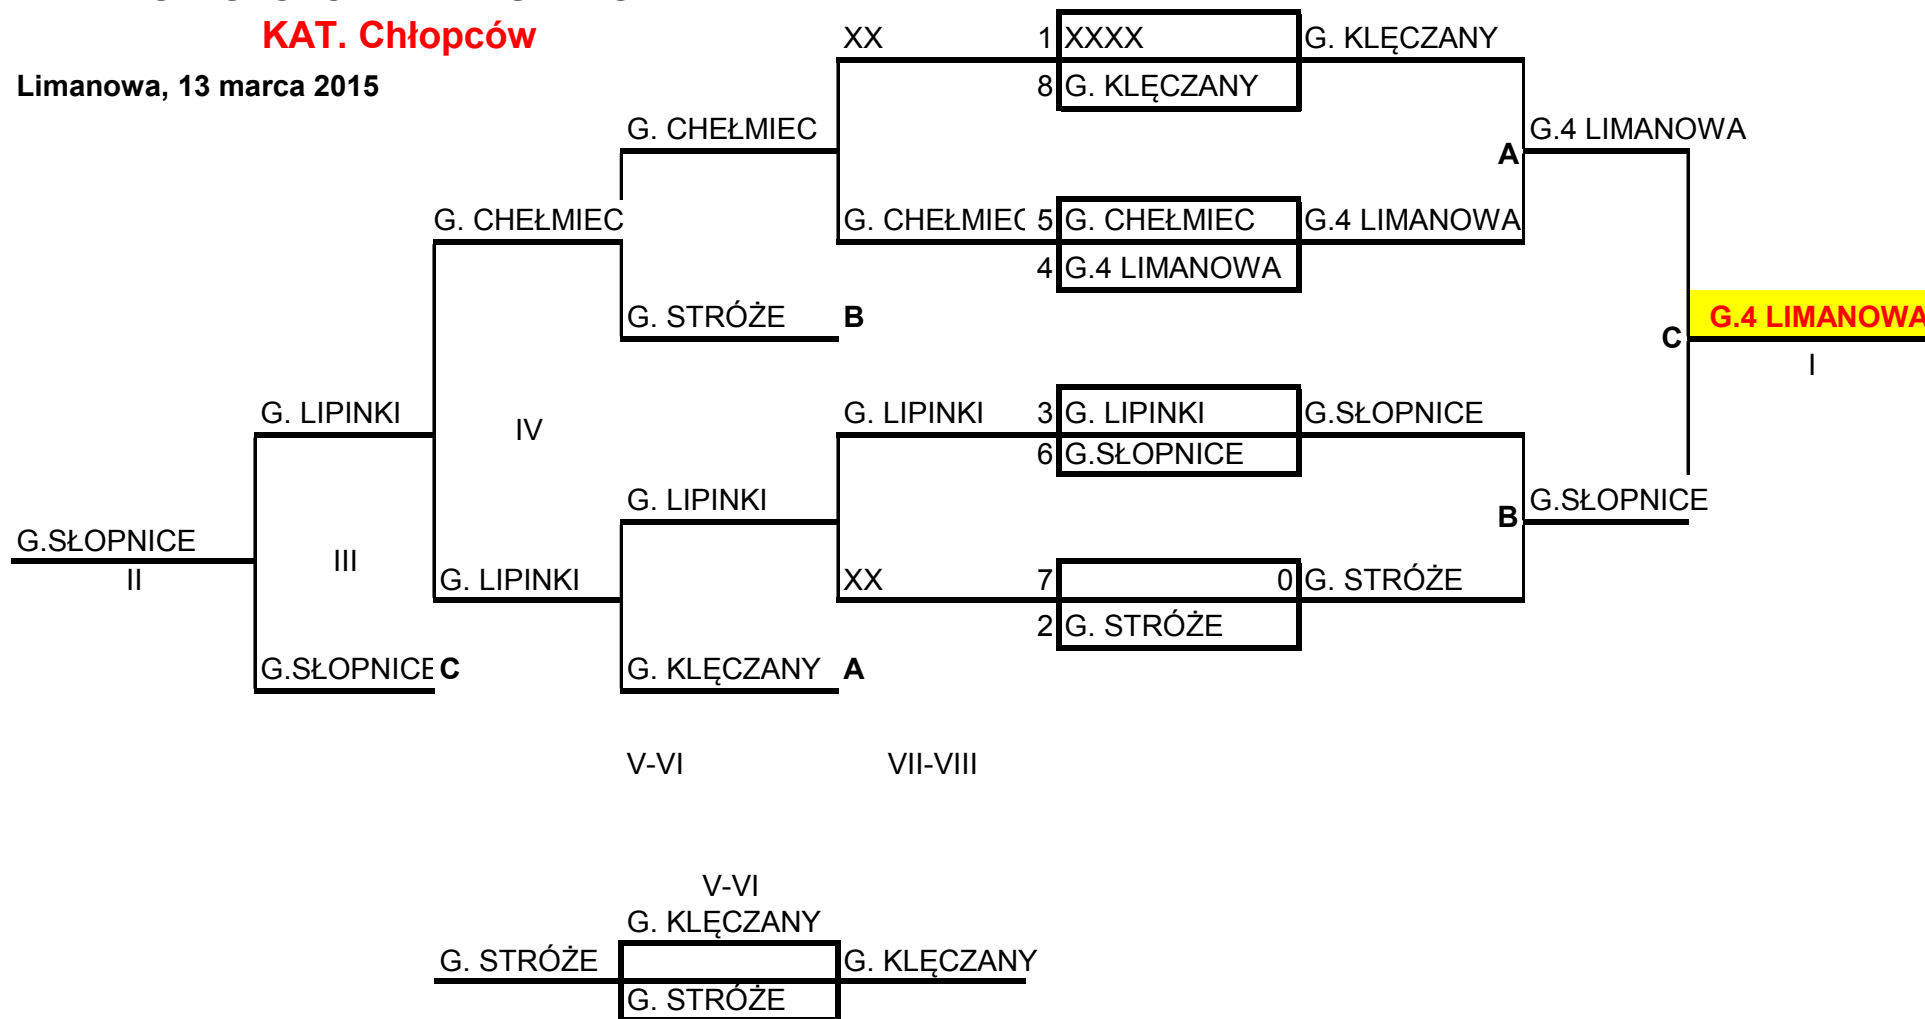 KAT. Chłopców
XX 1 XXXX G. KLĘCZANY
Limanowa, 13 marca 2015
8 G. KLĘCZANY
G. CHEŁMIEC G.4 LIMANOWA
A
G. CHEŁMIEC G. CHEŁMIEC 5 G. CHEŁMIEC G.4 LIMANOWA
4 G.4 LIMANOWA
G. STRÓŻE B G.4 LIMANOWA
C
I
G. LIPINKI IV G. LIPINKI 3 G. LIPINKI G.SŁOPNICE
6 G.SŁOPNICE
G. LIPINKI B G.SŁOPNICE
G.SŁOPNICE
II III G. LIPINKI XX 7 0 G. STRÓŻE
2 G. STRÓŻE
G.SŁOPNICE C G. KLĘCZANY A
V-VI VII-VIII
V-VI
G. KLĘCZANY
G. STRÓŻE G. KLĘCZANY
G. STRÓŻE